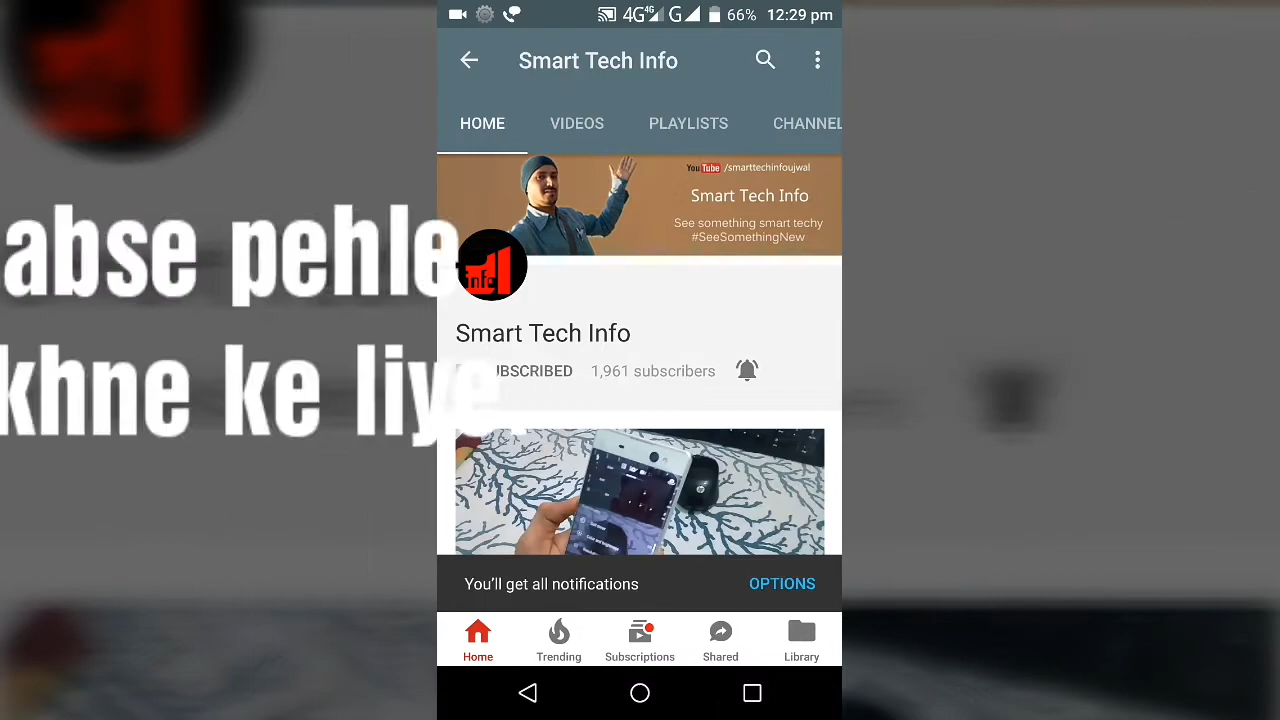 4G 4G G 66% 12:29 pm
Smart Tech Info
HOME VIDEOS PLAYLISTS CHANNEL
You Tube /smarttechinfoujwal
Smart Tech Info
See something smart techy
#SeeSomethingNew
abse pehle
info
Smart Tech Info
UBSCRIBED 1,961 subscribers
khne ke liye
You'll get all notifications OPTIONS
Home Trending Subscriptions Shared Library